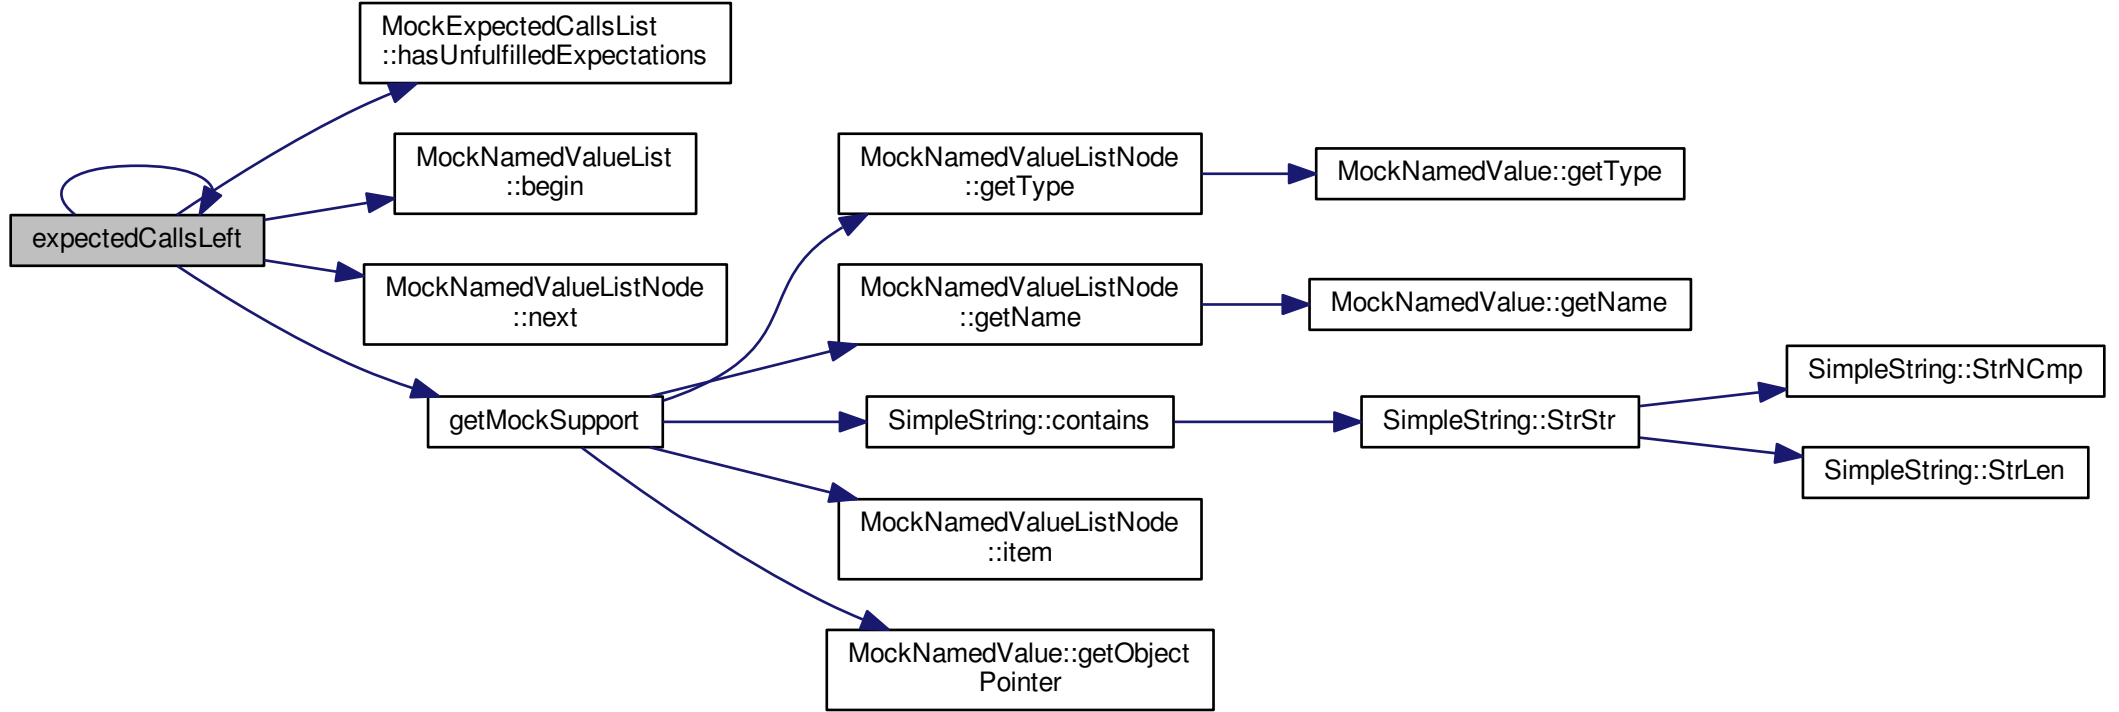 MockExpectedCallsList
::hasUnfulfilledExpectations
MockNamedValueList
::begin
expectedCallsLeft
MockNamedValueListNode
::next
getMockSupport
MockNamedValueListNode
::getType
MockNamedValueListNode
::getName
SimpleString::contains
MockNamedValueListNode
::item
MockNamedValue::getObject
Pointer
MockNamedValue::getType
MockNamedValue::getName
SimpleString::StrStr
SimpleString::StrNCmp
SimpleString::StrLen